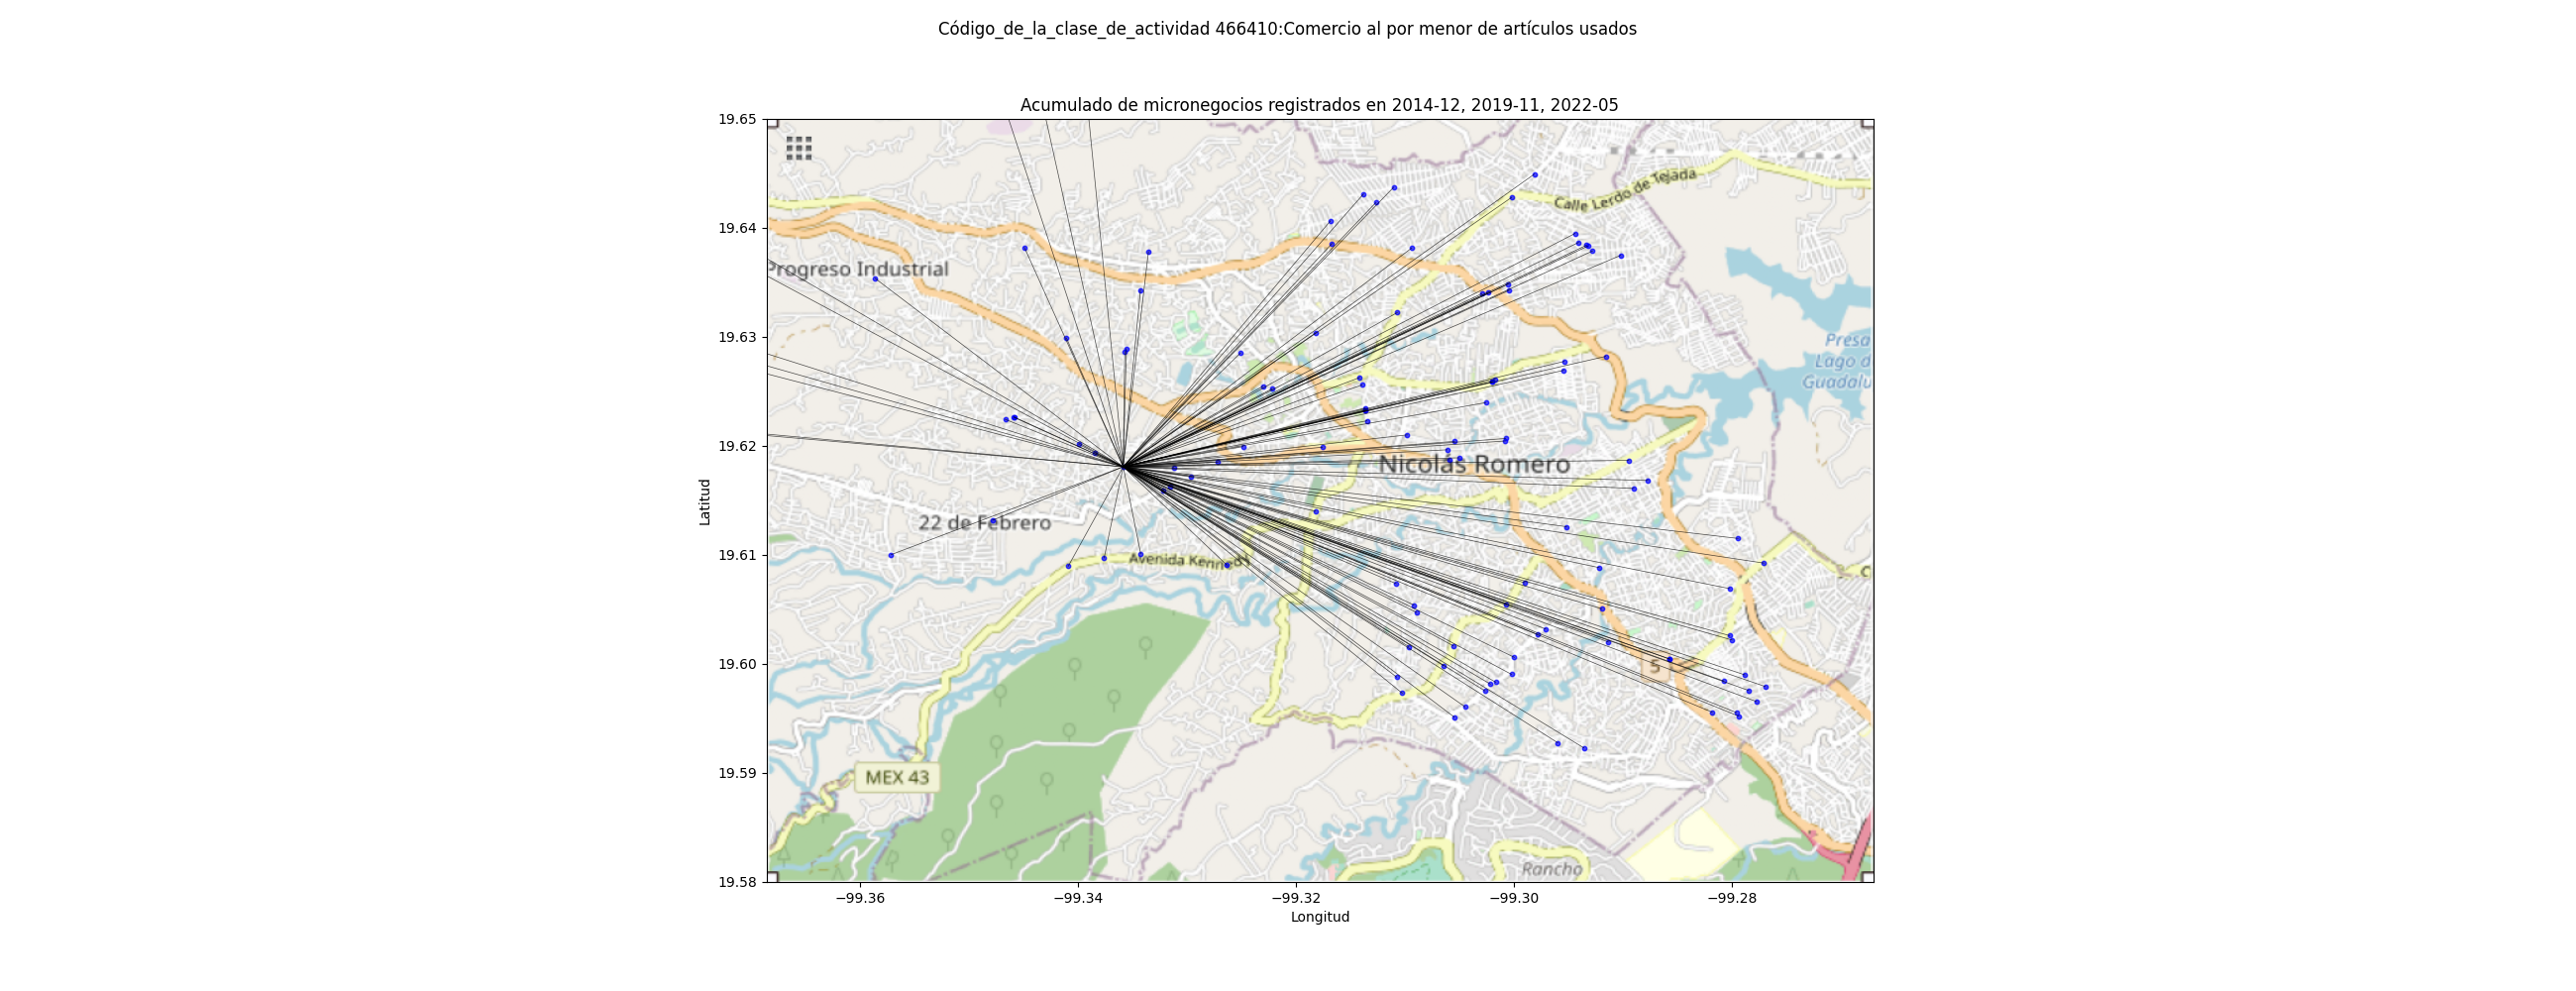 Código_de_la_clase_de_actividad 466410:Comercio al por menor de artículos usados
Acumulado de micronegocios registrados en 2014-12, 2019-11, 2022-05
19.65
19.64
19.63
19.62
19.61
19.60
19.59
19.58
Latitud
Calle Lerdo de Tejada
Progreso Industrial
Presa
Lago d
Guadalu
Nicolás Romero
22 de Febrero
Avenida Kennedy
C
5
MEX 43
Rancho
−99.36
−99.34
−99.32
−99.30
−99.28
Longitud